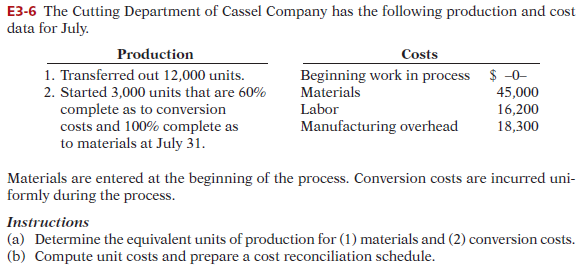 E3-6 The Cutting Department of Cassel Company has the following production and cost
data for July.
Production Costs
1. Transferred out 12,000 units. Beginning work in process $ -0-
2. Started 3,000 units that are 60% Materials 45,000
complete as to conversion Labor 16,200
costs and 100% complete as Manufacturing overhead 18,300
to materials at July 31.
Materials are entered at the beginning of the process. Conversion costs are incurred uni-
formly during the process.
Instructions
(a) Determine the equivalent units of production for (1) materials and (2) conversion costs.
(b) Compute unit costs and prepare a cost reconciliation schedule.